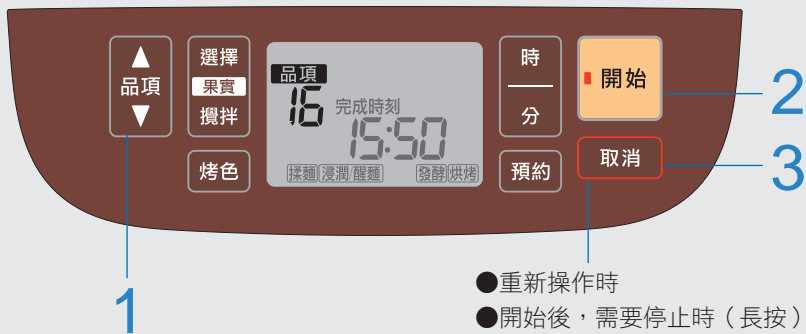 ▲
品項
▼
選擇
果實
攪拌
烤色
品項
16
完成時刻
15:50
揉麵 浸潤/醒麵 發酵 烘烤
時
分
預約
開始
取消
1
2
3
●重新操作時
●開始後,需要停止時(長按)